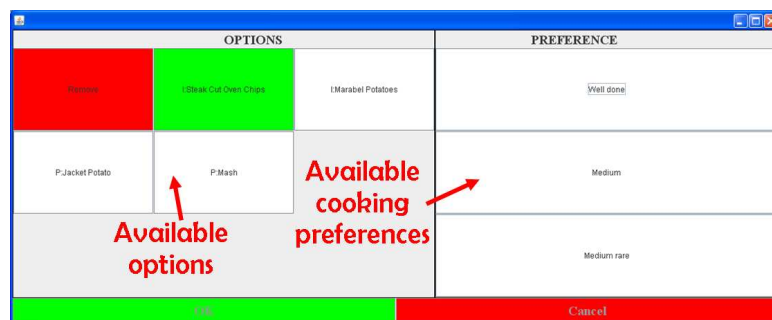 OPTIONS
PREFERENCE
Remove
I:Steak Cut Oven Chips
I:Marabel Potatoes
Well done
P:Jacket Potato
P:Mash
Available
cooking
preferences
Medium
Available
options
Medium rare
OK
Cancel